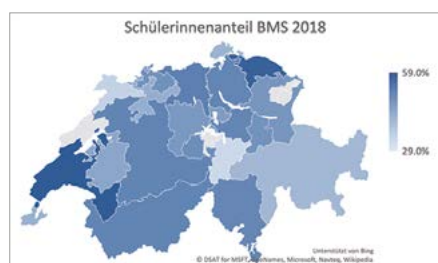 Schülerinnenanteil BMS 2018
59.0%
29.0%
Unterstützt von Bing
© DSAT for MSFT, GeoNames, Microsoft, Navteq, Wikipedia